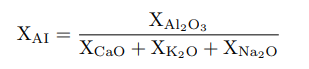 X_AI = X_Al₂O₃ / (X_CaO + X_K₂O + X_Na₂O)